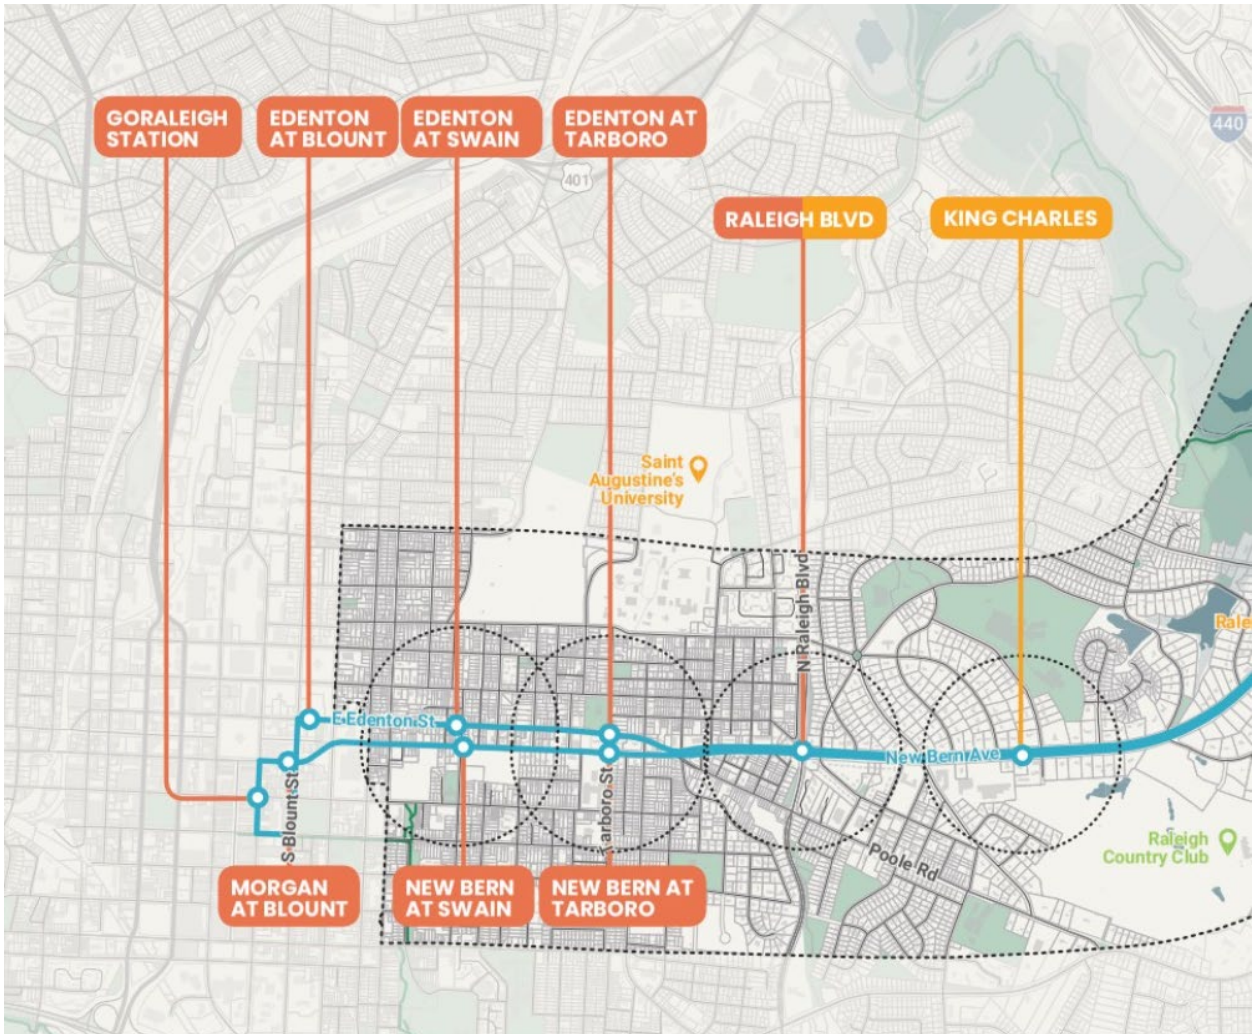 GORALEIGH
STATION
EDENTON
AT BLOUNT
EDENTON
AT SWAIN
EDENTON AT
TARBORO
440
401
RALEIGH BLVD
KING CHARLES
Saint
Augustine's
University
N Raleigh Blvd
Rale
E Edenton St
New Bern Ave
S Blount St
arboro St
Poole Rd
Raleigh
Country Club
MORGAN
AT BLOUNT
NEW BERN
AT SWAIN
NEW BERN AT
TARBORO